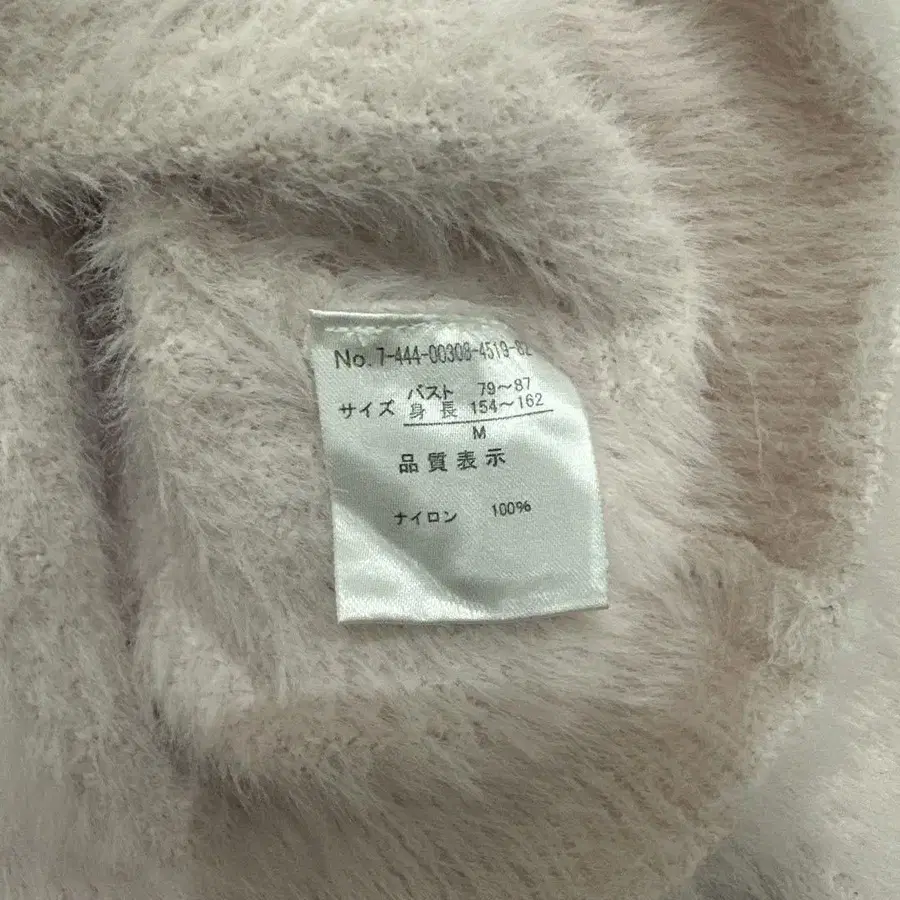 No. 7-444-00308-4519-82
バスト 79〜87
サイズ 身長 154〜162
M
品質表示
ナイロン 100%